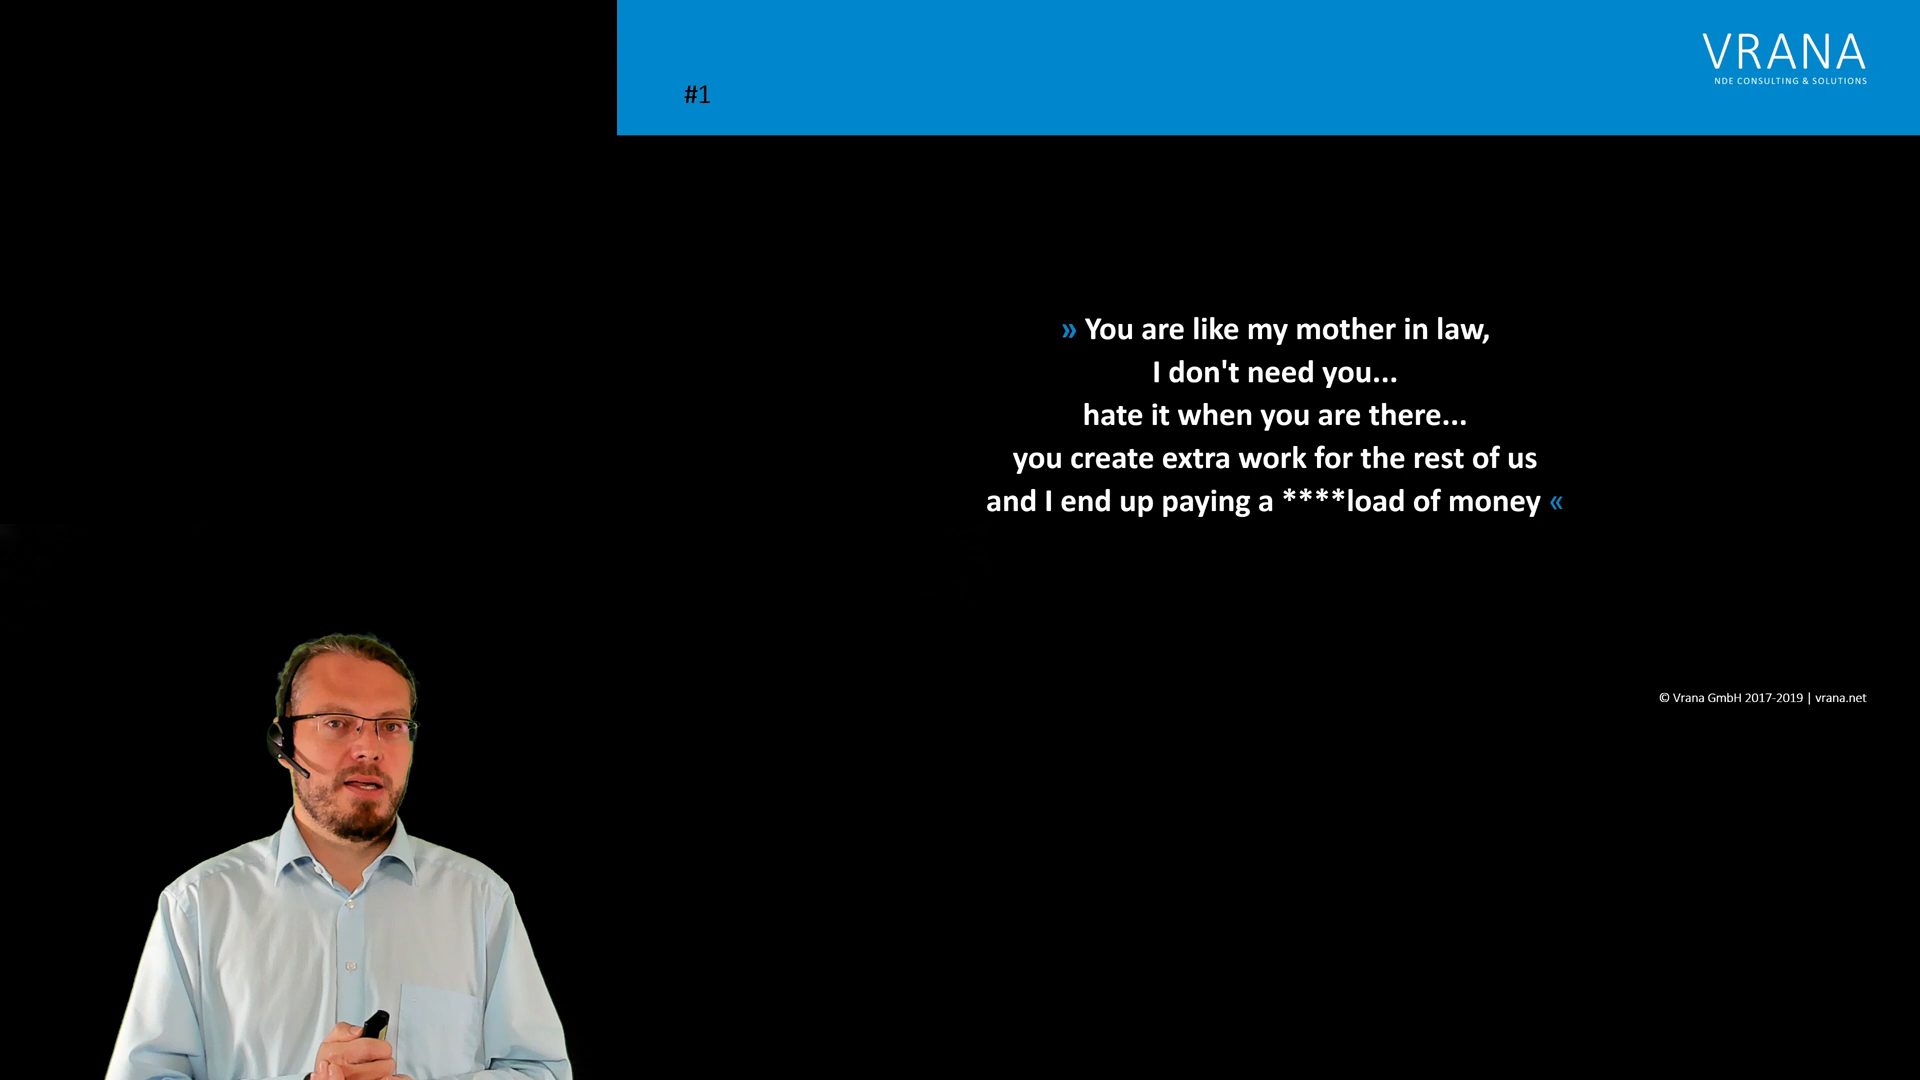 VRANA
NDE CONSULTING & SOLUTIONS
#1
» You are like my mother in law,
I don't need you...
hate it when you are there...
you create extra work for the rest of us
and I end up paying a ****load of money «
© Vrana GmbH 2017-2019 | vrana.net